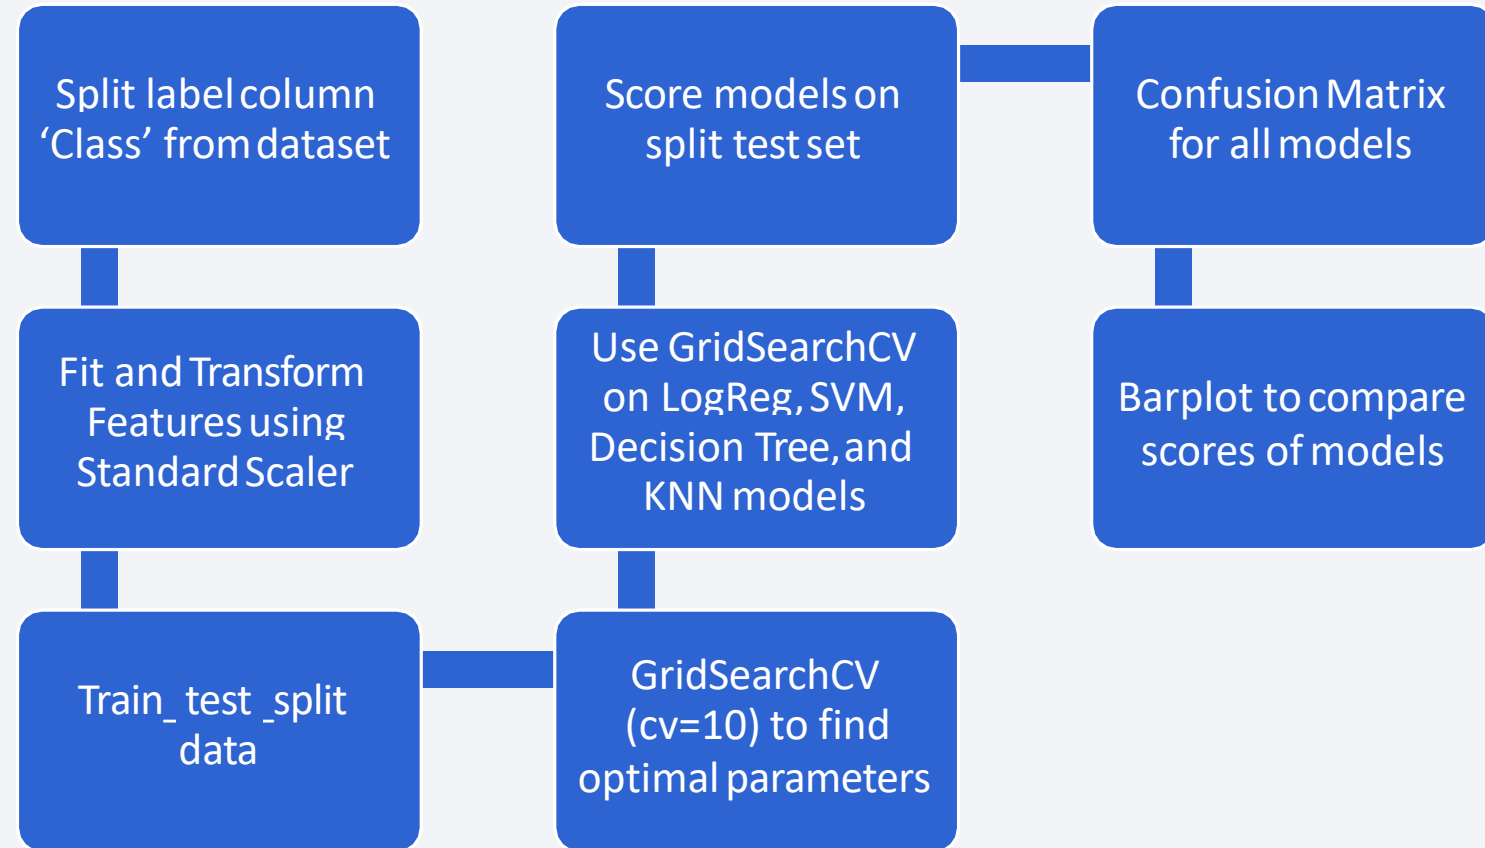 Split label column
‘Class’ from dataset
Fit and Transform
Features using
Standard Scaler
Train_ test _split
data
GridSearchCV
(cv=10) to find
optimal parameters
Use GridSearchCV
on LogReg, SVM,
Decision Tree, and
KNN models
Score models on
split test set
Confusion Matrix
for all models
Barplot to compare
scores of models